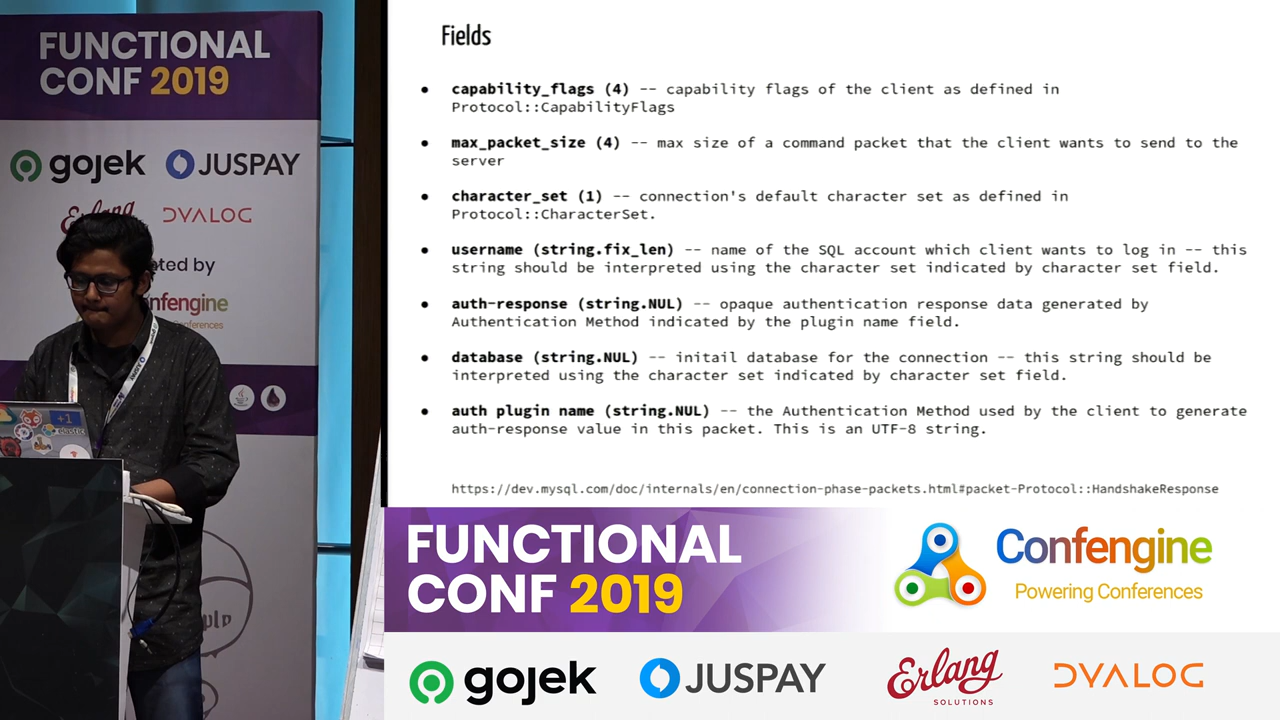 FUNCTIONAL
CONF 2019
gojek
JUSPAY
Erlang
DYALOG
ted by
nfengine
onferences
+1
elastic
Fields
capability_flags (4) -- capability flags of the client as defined in
Protocol::CapabilityFlags
max_packet_size (4) -- max size of a command packet that the client wants to send to the
server
character_set (1) -- connection's default character set as defined in
Protocol::CharacterSet.
username (string.fix_len) -- name of the SQL account which client wants to log in -- this
string should be interpreted using the character set indicated by character set field.
auth-response (string.NUL) -- opaque authentication response data generated by
Authentication Method indicated by the plugin name field.
database (string.NUL) -- initail database for the connection -- this string should be
interpreted using the character set indicated by character set field.
auth plugin name (string.NUL) -- the Authentication Method used by the client to generate
auth-response value in this packet. This is an UTF-8 string.
https://dev.mysql.com/doc/internals/en/connection-phase-packets.html#packet-Protocol::HandshakeResponse
FUNCTIONAL
CONF 2019
Confengine
Powering Conferences
gojek
JUSPAY
Erlang
SOLUTIONS
DYALOG